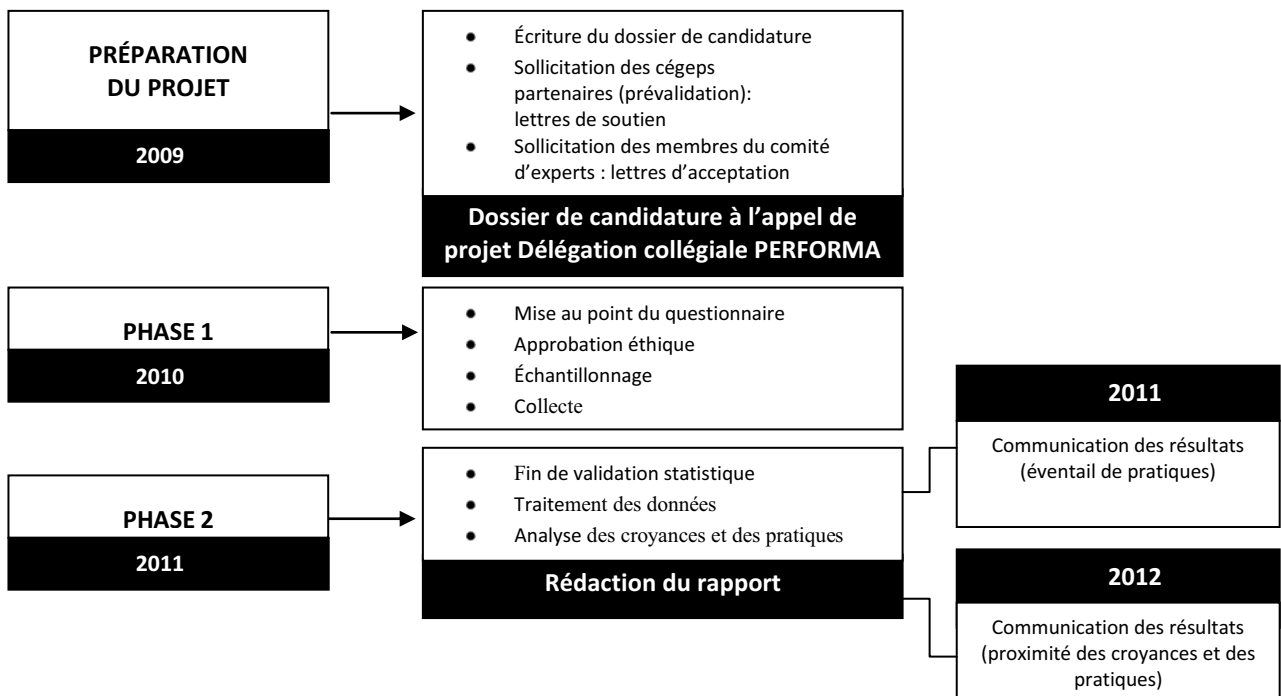 PRÉPARATION
DU PROJET
2009
• Écriture du dossier de candidature
• Sollicitation des cégeps
partenaires (prévalidation):
lettres de soutien
• Sollicitation des membres du comité
d’experts : lettres d’acceptation
Dossier de candidature à l’appel de
projet Délégation collégiale PERFORMA
PHASE 1
2010
• Mise au point du questionnaire
• Approbation éthique
• Échantillonnage
• Collecte
PHASE 2
2011
• Fin de validation statistique
• Traitement des données
• Analyse des croyances et des pratiques
Rédaction du rapport
2011
Communication des résultats
(éventail de pratiques)
2012
Communication des résultats
(proximité des croyances et des
pratiques)